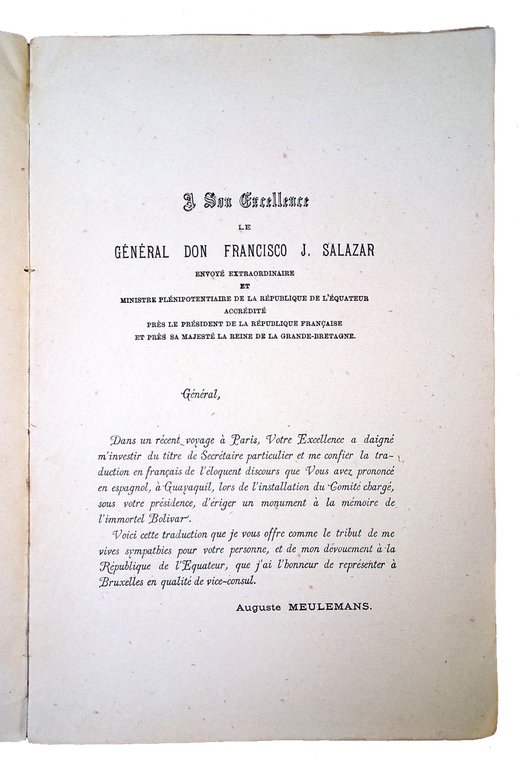 A Son Excellence
LE
GÉNÉRAL DON FRANCISCO J. SALAZAR
ENVOYÉ EXTRAORDINAIRE
ET
MINISTRE PLÉNIPOTENTIAIRE DE LA RÉPUBLIQUE DE L'ÉQUATEUR
ACCRÉDITÉ
PRÈS LE PRÉSIDENT DE LA RÉPUBLIQUE FRANÇAISE
ET PRÈS SA MAJESTÉ LA REINE DE LA GRANDE-BRETAGNE.
Général,
Dans un récent voyage à Paris, Votre Excellence a daigné
m'investir du titre de Secrétaire particulier et me confier la tra-
duction en français de l'éloquent discours que Vous avez prononcé
en espagnol, à Guayaquil, lors de l'installation du Comité chargé,
sous votre présidence, d'ériger un monument à la mémoire de
l'immortel Bolivar.
Voici cette traduction que je vous offre comme le tribut de me
vives sympathies pour votre personne, et de mon dévouement à la
République de l'Equateur, que j'ai l'honneur de représenter à
Bruxelles en qualité de vice-consul.
Auguste MEULEMANS.